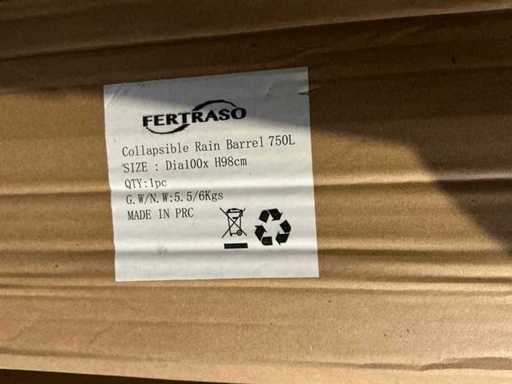 FERTRASO
Collapsible Rain Barrel 750L
SIZE : Dia100x H98cm
QTY:1pc
G.W/N.W:5.5/6Kgs
MADE IN PRC